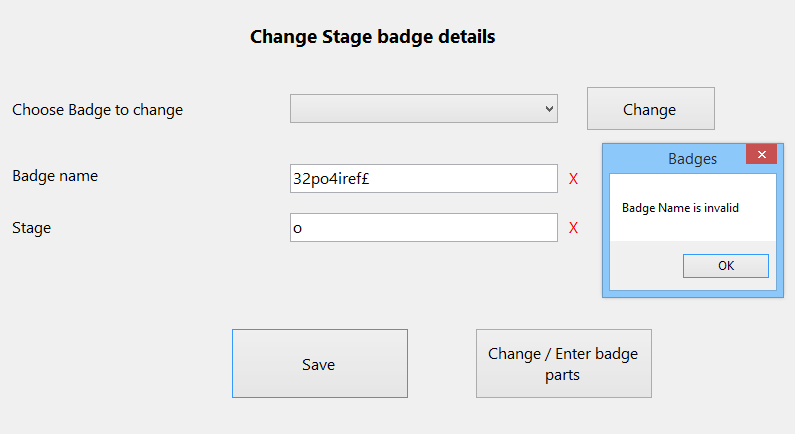 Change Stage badge details
Choose Badge to change
Change
Badges
Badge name
32po4iref£
X
Badge Name is invalid
Stage
o
X
OK
Save
Change / Enter badge
parts